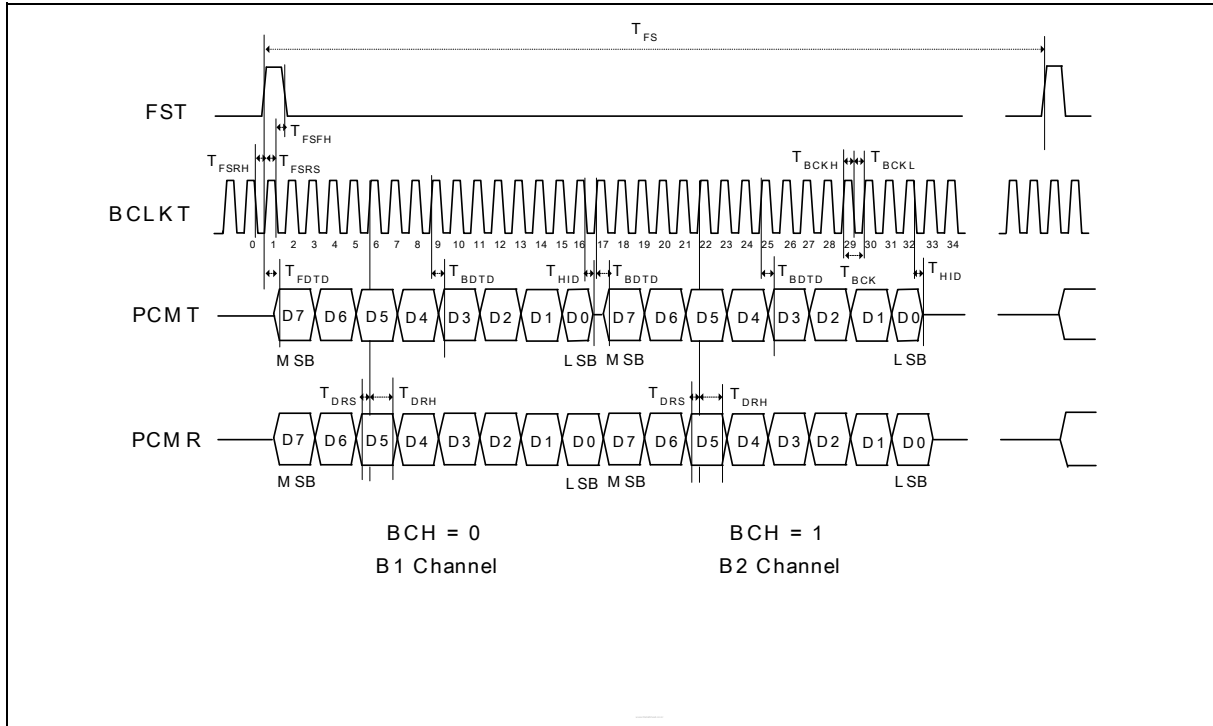 T FS
FST
T FSFH
T FSRH T FSRS T BCKH T BCKL
BCLKT
0 1 2 3 4 5 6 7 8 9 10 11 12 13 14 15 16 17 18 19 20 21 22 23 24 25 26 27 28 29 30 31 32 33 34
T FDTD T BDTD T HID T BDTD T BDTD T BCK T HID
PCMT D7 D6 D5 D4 D3 D2 D1 D0 D7 D6 D5 D4 D3 D2 D1 D0
MSB LSB MSB LSB
T DRS T DRH T DRS T DRH
PCMR D7 D6 D5 D4 D3 D2 D1 D0 D7 D6 D5 D4 D3 D2 D1 D0
MSB LSB MSB LSB
BCH = 0 BCH = 1
B1 Channel B2 Channel